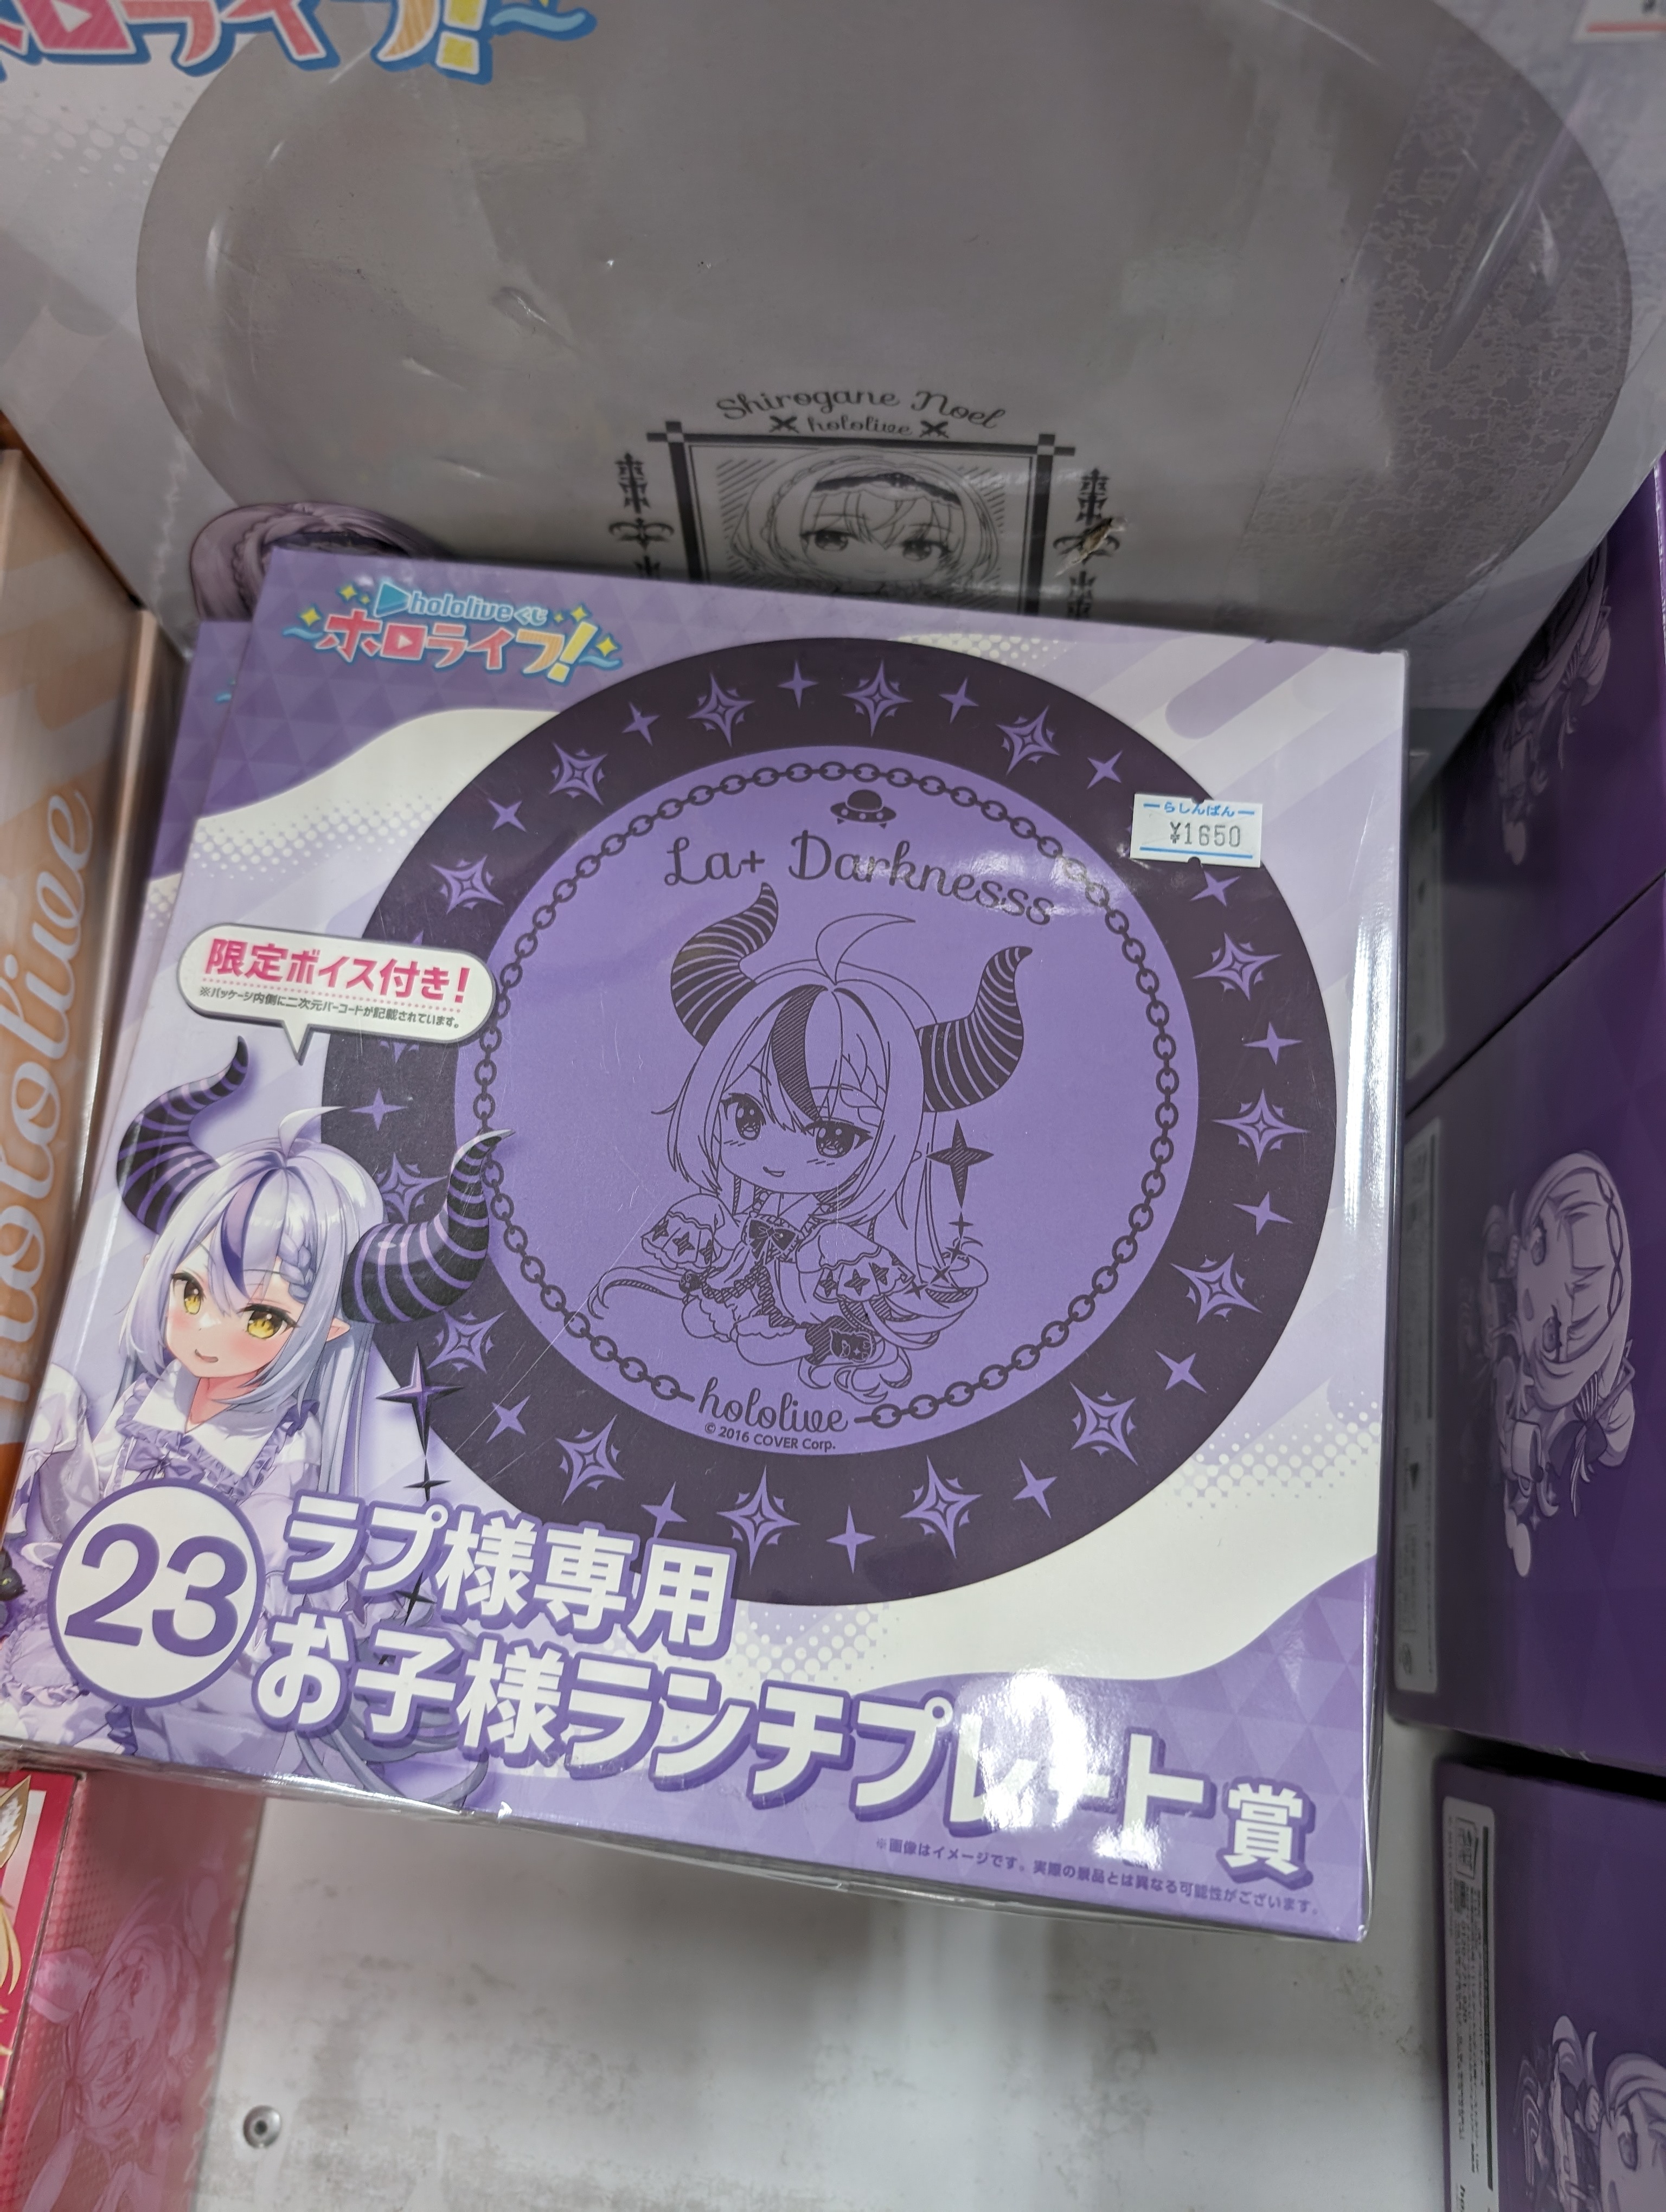 ホロライブ!
Shirogane Noel
hololive
hololive
hololiveくじ
ホロライブ!
らしんばん
¥1650
La+ Darknesss
限定ボイス付き!
※パッケージ内側に二次元バーコードが記載されています。
hololive
© 2016 COVER Corp.
23
ラプ様専用
お子様ランチプレート賞
※画像はイメージです。実際の景品とは異なる可能性がございます。